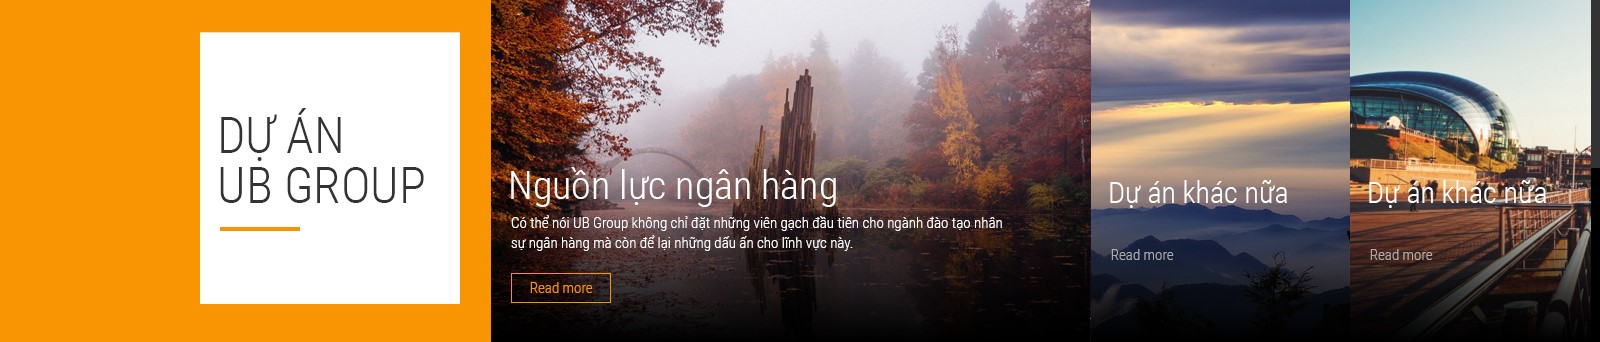 DỰ ÁN
UB GROUP
Nguồn lực ngân hàng
Có thể nói UB Group không chỉ đặt những viên gạch đầu tiên cho ngành đào tạo nhân
sự ngân hàng mà còn để lại những dấu ấn cho lĩnh vực này.
Read more
Dự án khác nữa
Read more
Dự án khác nữa
Read more